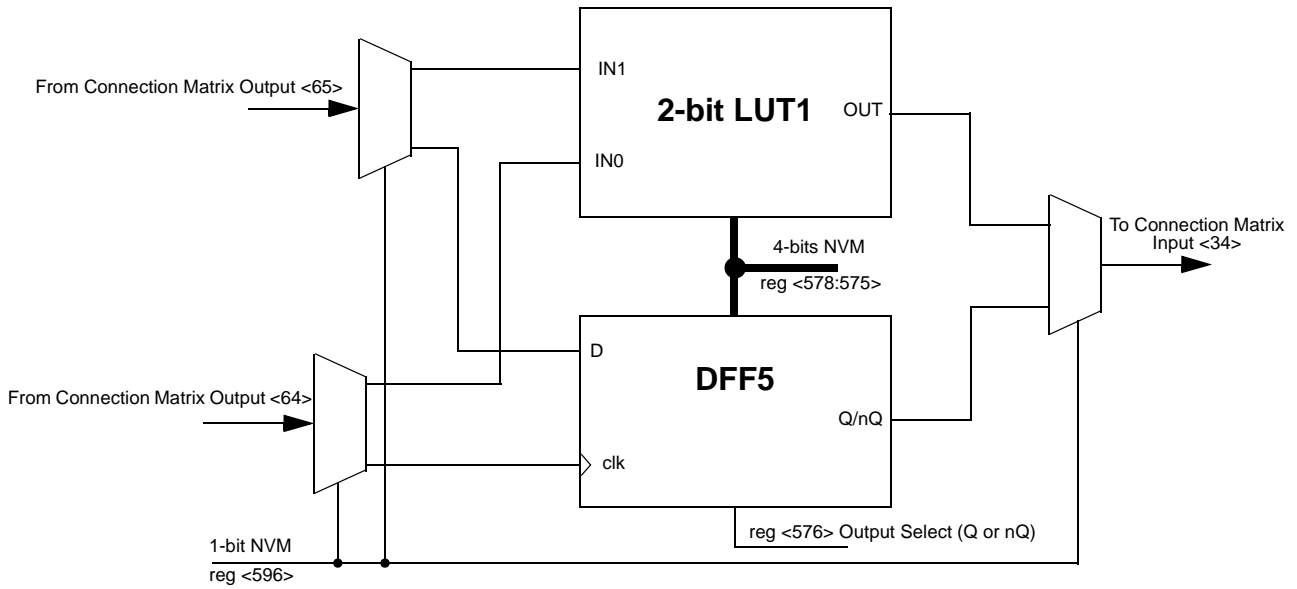 From Connection Matrix Output <65>
IN1
2-bit LUT1
OUT
IN0
To Connection Matrix
Input <34>
4-bits NVM
reg <578:575>
D
DFF5
From Connection Matrix Output <64>
Q/nQ
clk
reg <576> Output Select (Q or nQ)
1-bit NVM
reg <596>